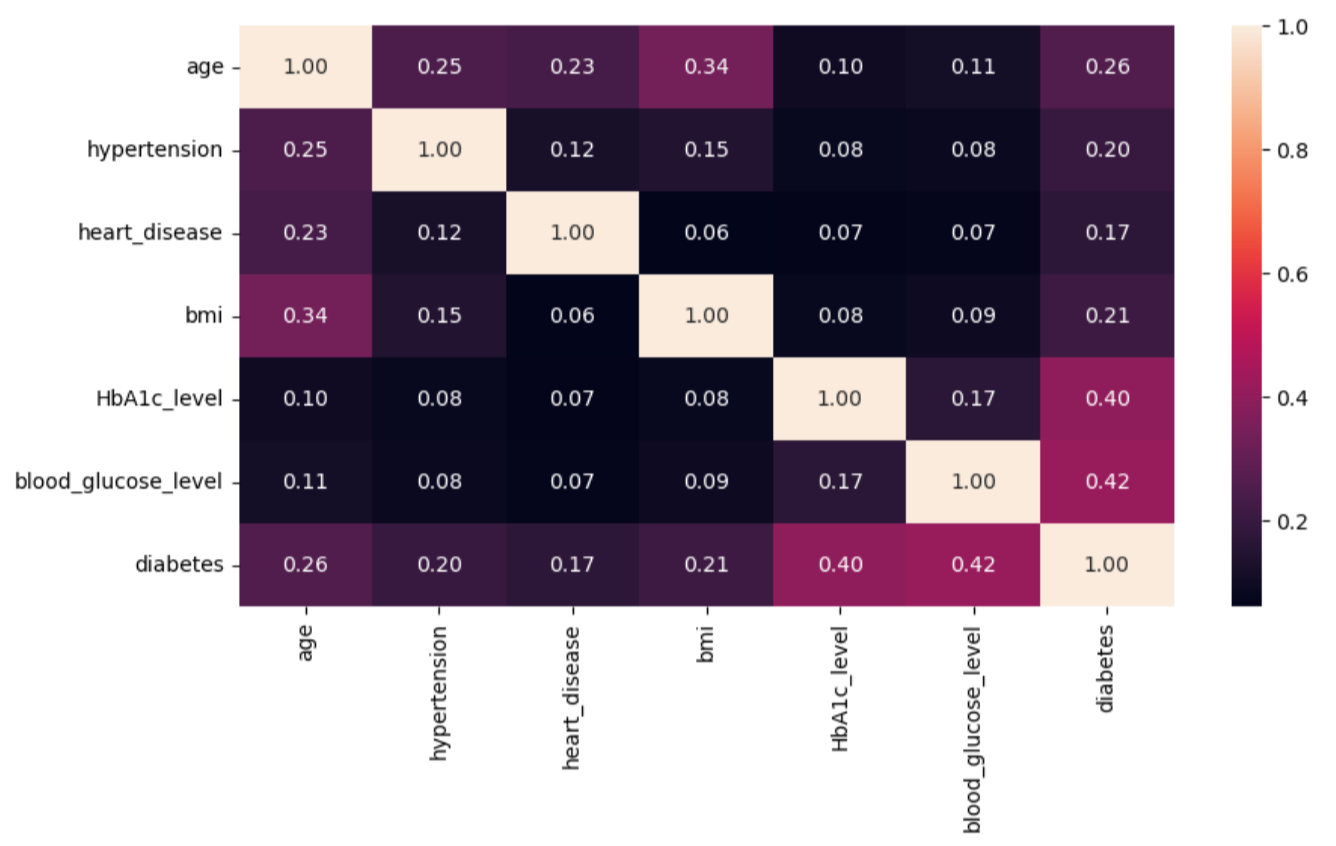 age 1.00 0.25 0.23 0.34 0.10 0.11 0.26
hypertension 0.25 1.00 0.12 0.15 0.08 0.08 0.20
heart_disease 0.23 0.12 1.00 0.06 0.07 0.07 0.17
bmi 0.34 0.15 0.06 1.00 0.08 0.09 0.21
HbA1c_level 0.10 0.08 0.07 0.08 1.00 0.17 0.40
blood_glucose_level 0.11 0.08 0.07 0.09 0.17 1.00 0.42
diabetes 0.26 0.20 0.17 0.21 0.40 0.42 1.00
age
hypertension
heart_disease
bmi
HbA1c_level
blood_glucose_level
diabetes
1.0
0.8
0.6
0.4
0.2